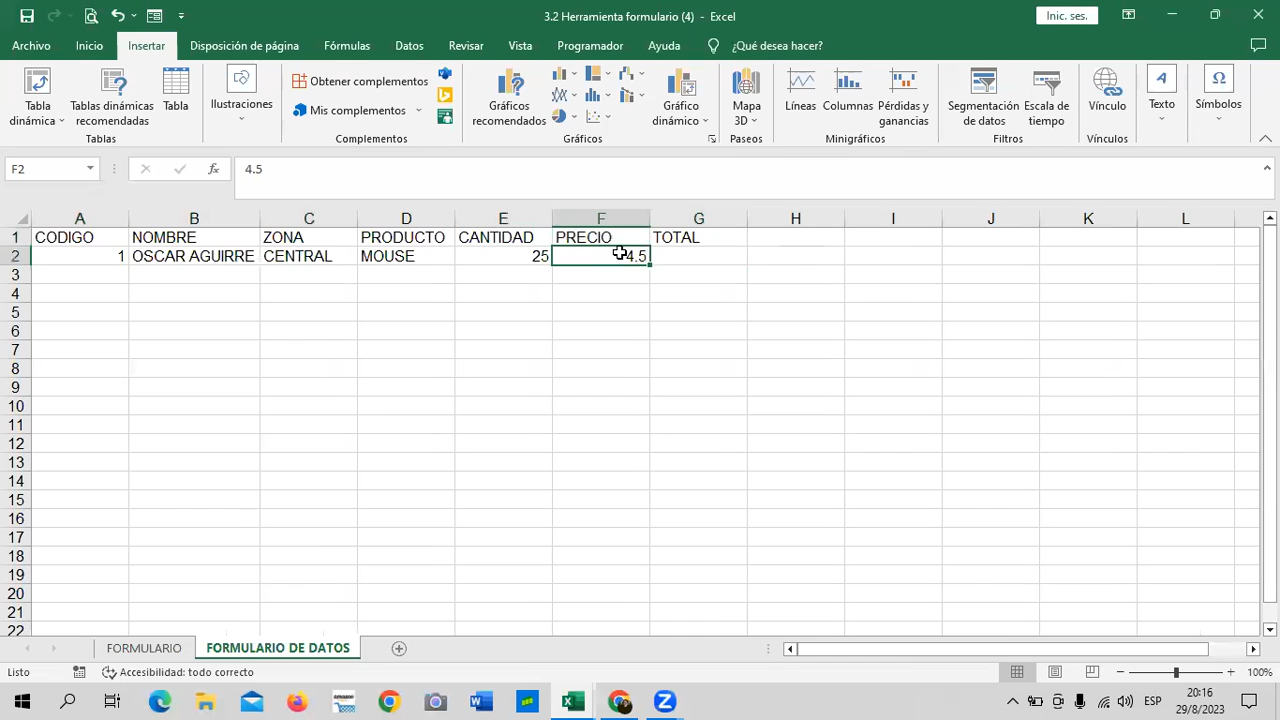 3.2 Herramienta formulario (4) - Excel
Inic. ses.
Archivo Inicio Insertar Disposición de página Fórmulas Datos Revisar Vista Programador Ayuda ¿Qué desea hacer?
Tabla dinámica
Tablas dinámicas recomendadas
Tabla
Tablas
Ilustraciones
Obtener complementos
Mis complementos
Complementos
Gráficos recomendados
Gráfico dinámico
Gráficos
Mapa 3D
Paseos
Líneas
Columnas
Pérdidas y ganancias
Minigráficos
Segmentación de datos
Escala de tiempo
Filtros
Vínculo
Vínculos
Texto
Símbolos
F2 fx 4.5
A B C D E F G H I J K L
1 CODIGO NOMBRE ZONA PRODUCTO CANTIDAD PRECIO TOTAL
2 1 OSCAR AGUIRRE CENTRAL MOUSE 25 4.5
3
4
5
6
7
8
9
10
11
12
13
14
15
16
17
18
19
20
21
22
FORMULARIO FORMULARIO DE DATOS
Listo Accesibilidad: todo correcto 100%
ESP 20:16
29/8/2023